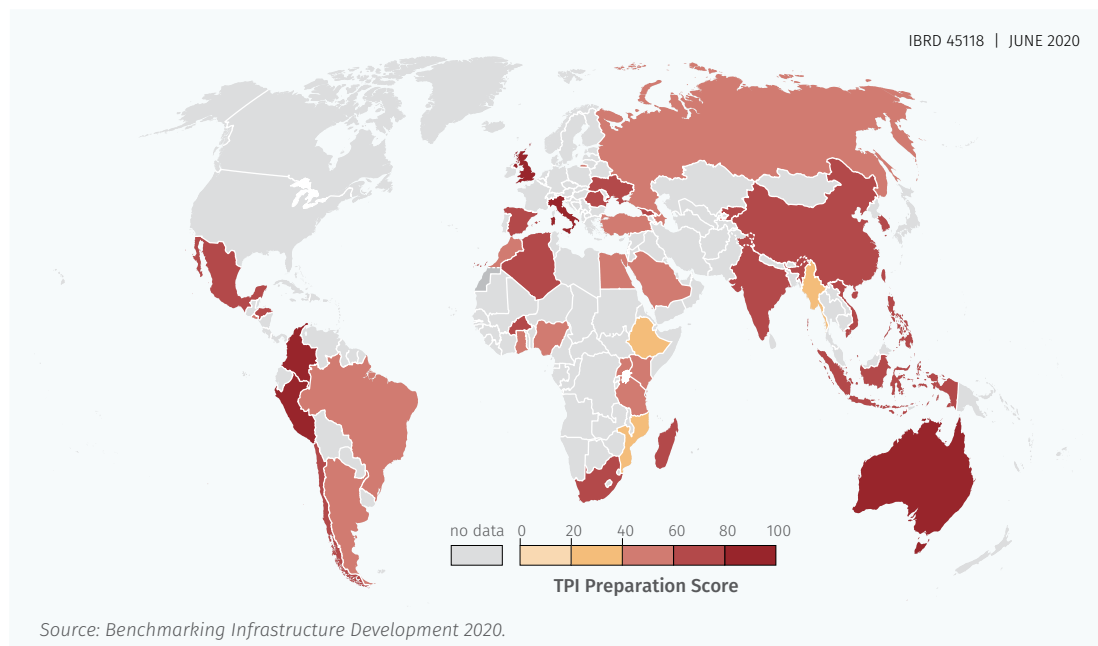 IBRD 45118 | JUNE 2020
no data 0 20 40 60 80 100
TPI Preparation Score
Source: Benchmarking Infrastructure Development 2020.